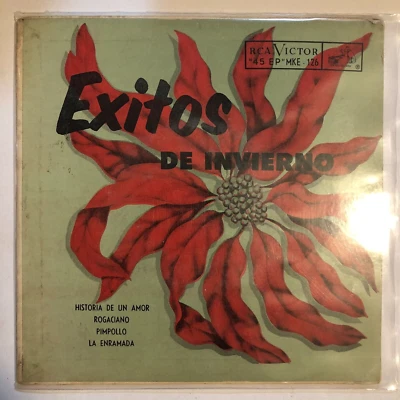 RCA VICTOR
"45 EP" MKE-126
Exitos
DE INVIERNO
HISTORIA DE UN AMOR
ROGACIANO
PIMPOLLO
LA ENRAMADA